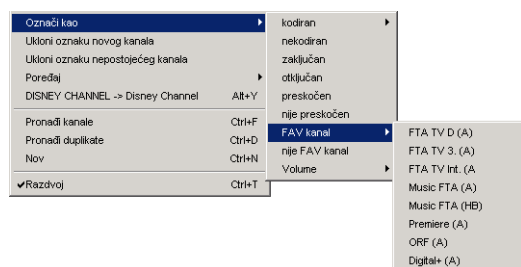 Označi kao
Ukloni oznaku novog kanala
Ukloni oznaku nepostojećeg kanala
Poređaj
DISNEY CHANNEL -> Disney Channel Alt+Y
Pronađi kanale Ctrl+F
Pronađi duplikate Ctrl+D
Nov Ctrl+N
✔Razdvoj Ctrl+T
kodiran
nekodiran
zaključan
otključan
preskočen
nije preskočen
FAV kanal
nije FAV kanal
Volume
FTA TV D (A)
FTA TV 3. (A)
FTA TV Int. (A
Music FTA (A)
Music FTA (HB)
Premiere (A)
ORF (A)
Digital+ (A)